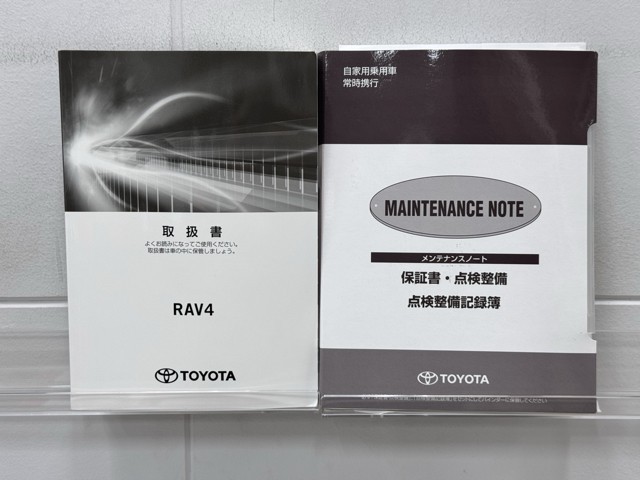 取扱書
よくお読みになってご使用ください。
取扱書は車の中に保管しましょう。
RAV4
TOYOTA
自家用乗用車
常時携行
MAINTENANCE NOTE
メンテナンスノート
保証書・点検整備
点検整備記録簿
TOYOTA